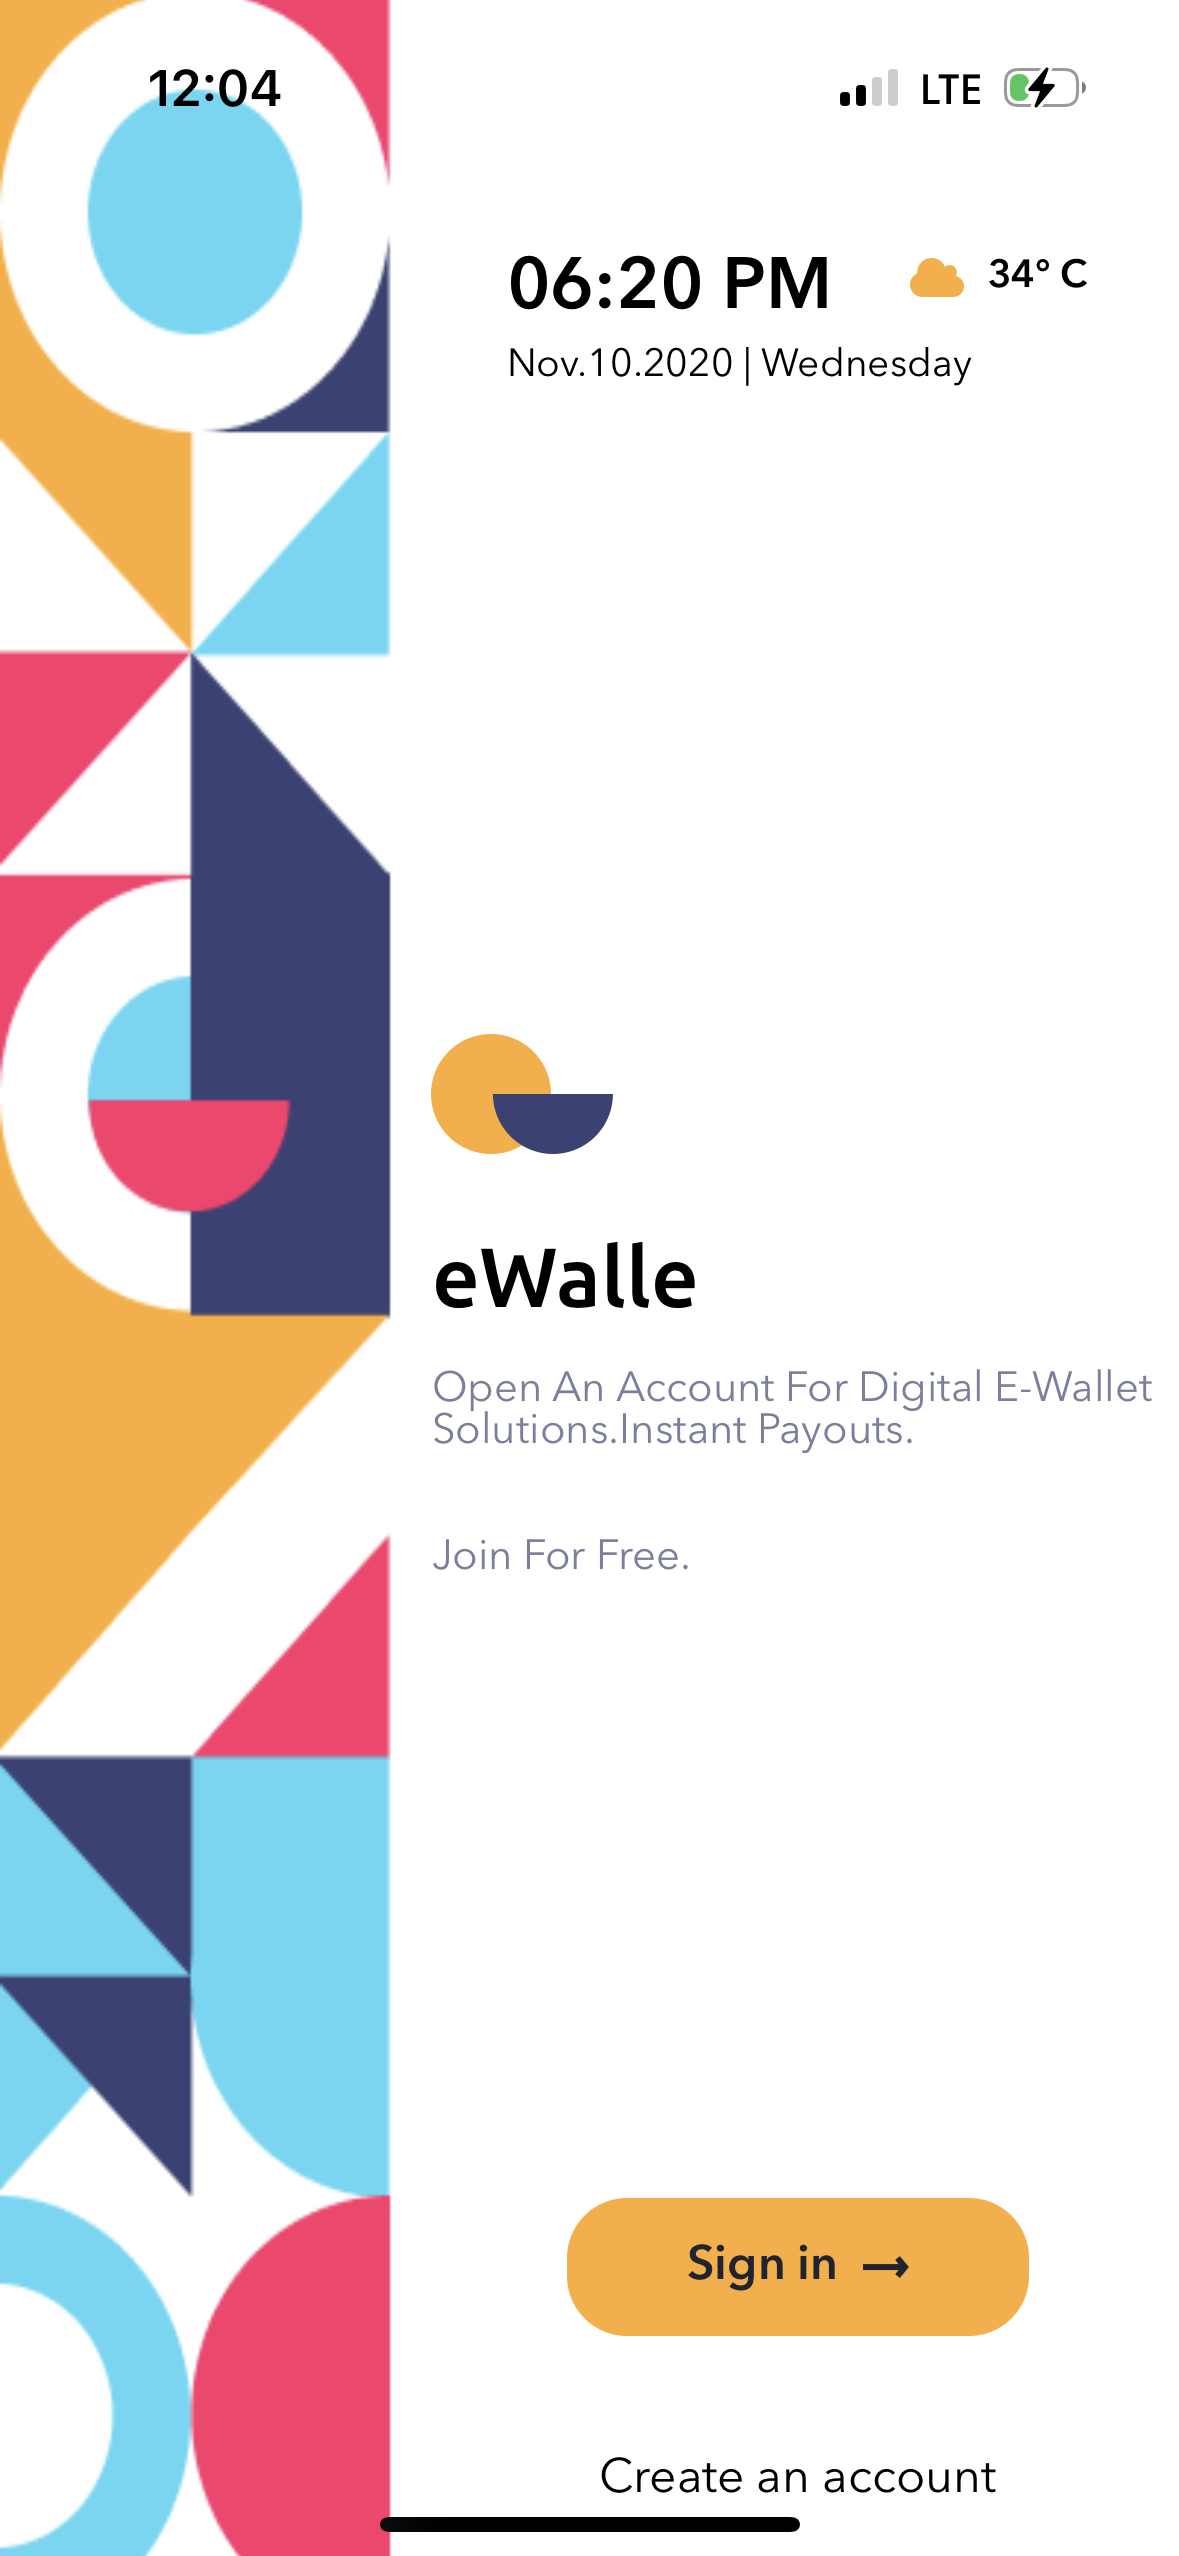 12:04
LTE
06:20 PM
34° C
Nov.10.2020 | Wednesday
eWalle
Open An Account For Digital E-Wallet
Solutions.Instant Payouts.
Join For Free.
Sign in →
Create an account